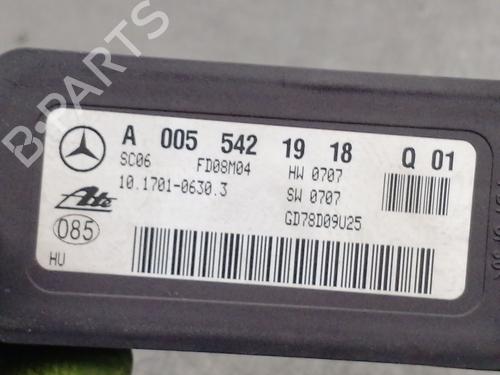 B-PARTS
A 005 542 19 18 Q 01
SC06 FD08M04 HW 0707
10.1701-0630.3 SW 0707
Ate GD78D09U25
085
HU